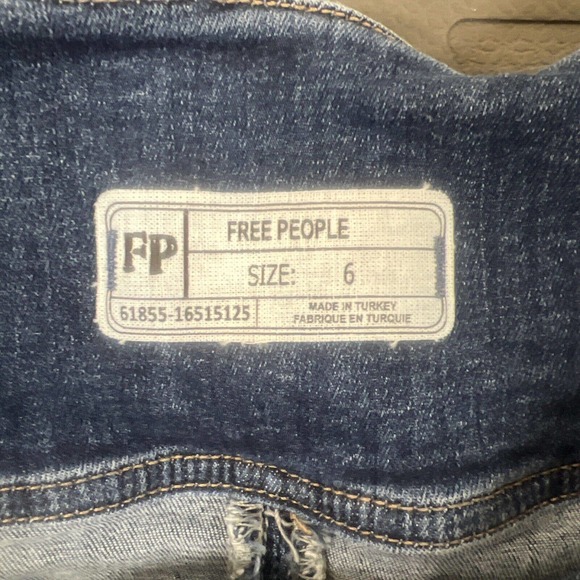 FP
FREE PEOPLE
SIZE: 6
61855-16515125
MADE IN TURKEY
FABRIQUE EN TURQUIE